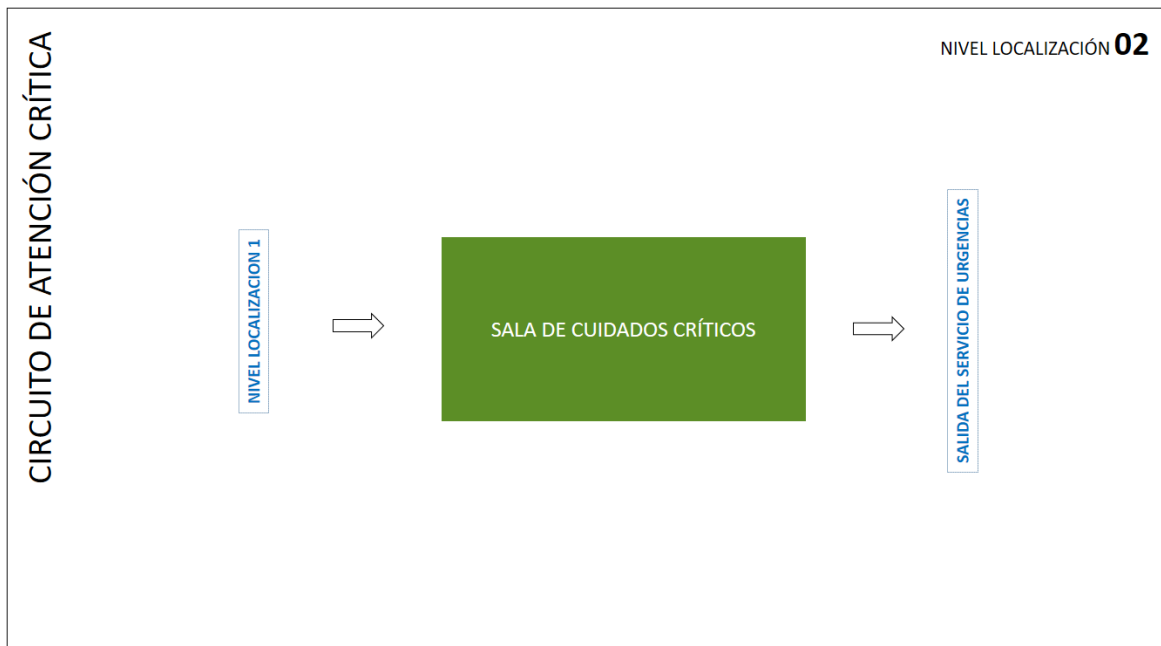 CIRCUITO DE ATENCIÓN CRÍTICA
NIVEL LOCALIZACIÓN 02
NIVEL LOCALIZACION 1
SALA DE CUIDADOS CRÍTICOS
SALIDA DEL SERVICIO DE URGENCIAS